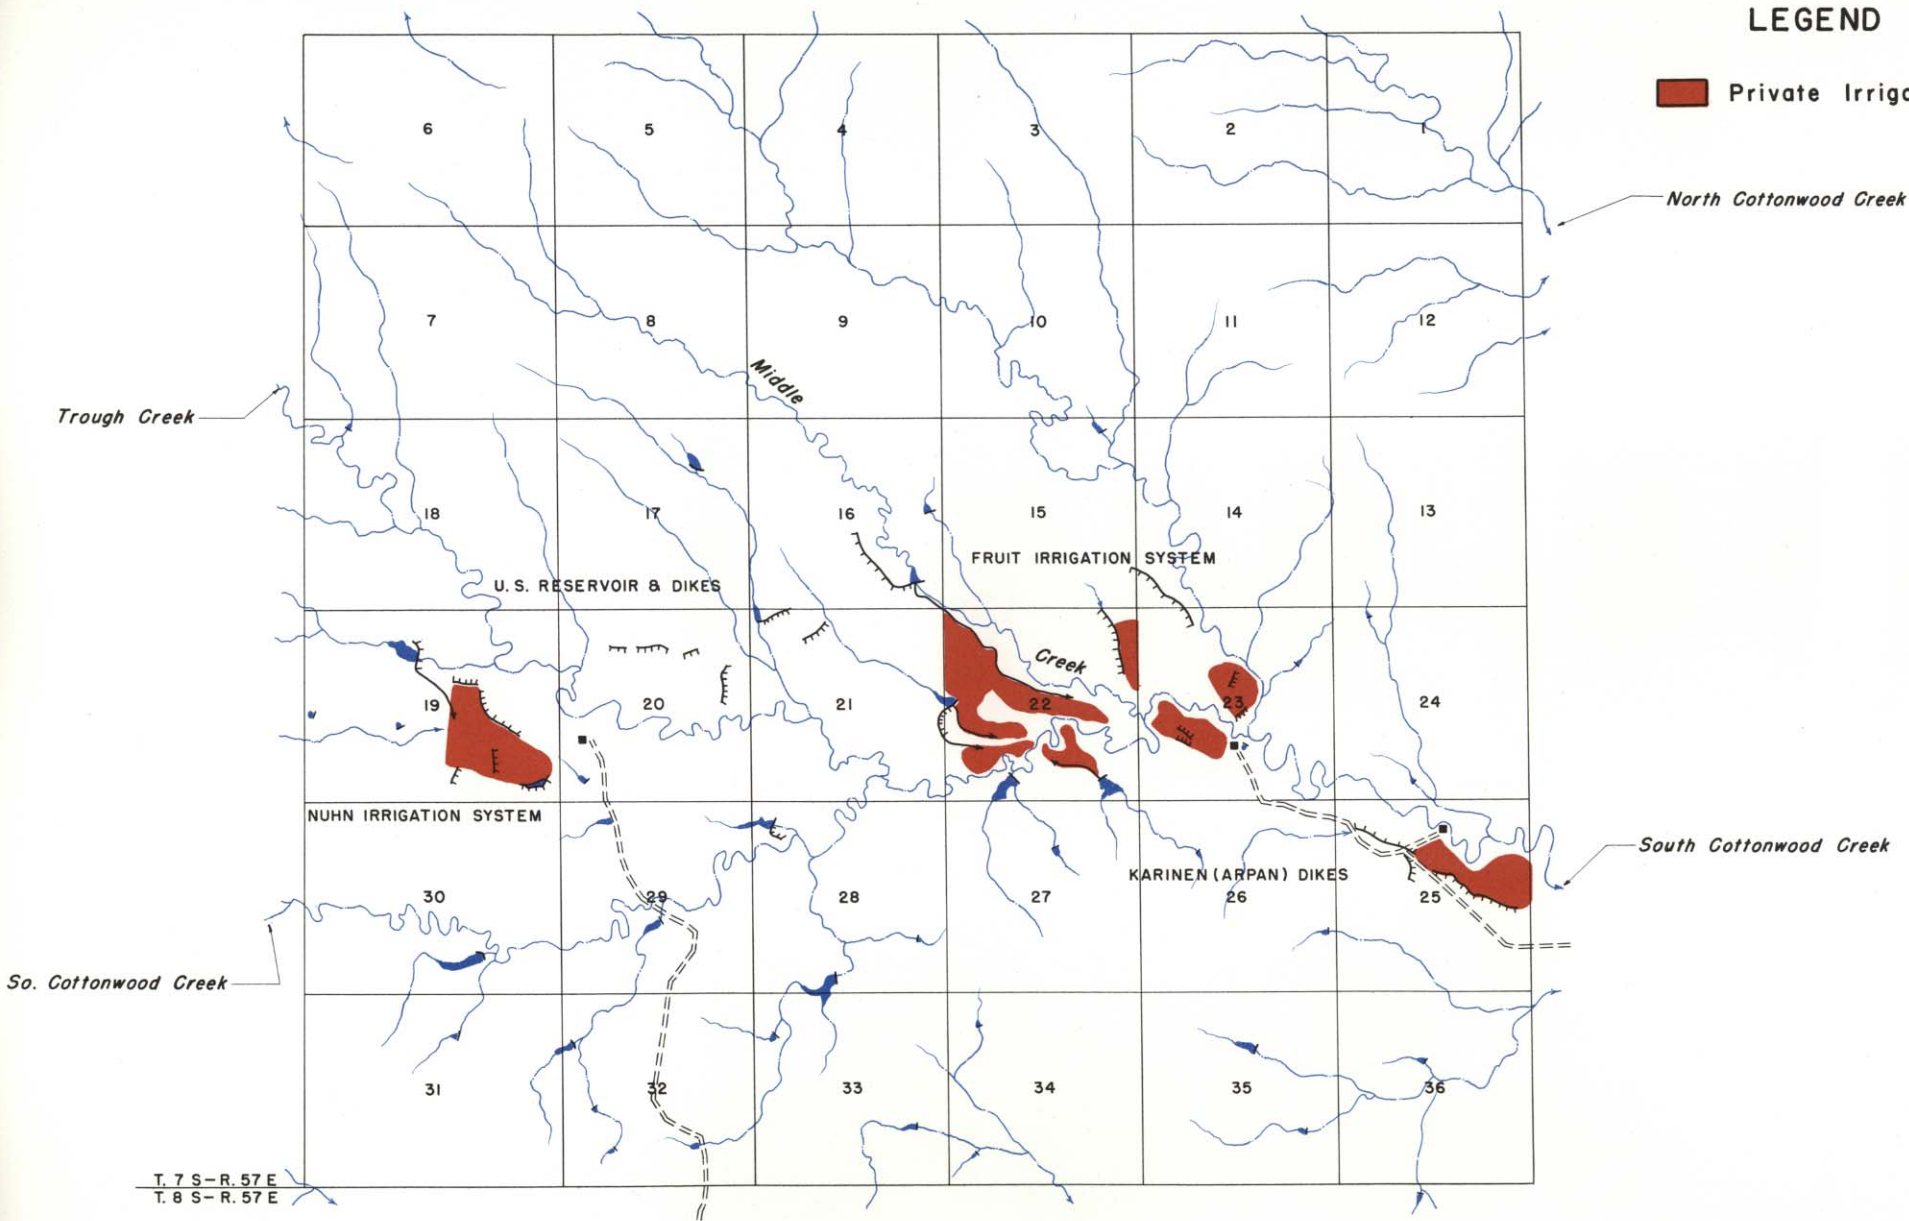 LEGEND
Private
North Cottonwood Creek
6 5 4 3 2 1
7 8 9 10 11 12
Middle
Trough Creek
18 17 16 15 14 13
FRUIT IRRIGATION SYSTEM
U. S. RESERVOIR & DIKES
Creek
19 20 21 22 23 24
NUHN IRRIGATION SYSTEM
South Cottonwood Creek
KARINEN (ARPAN) DIKES
30 29 28 27 26 25
So. Cottonwood Creek
31 32 33 34 35 36
T. 7 S-R. 57 E
T. 8 S-R. 57 E